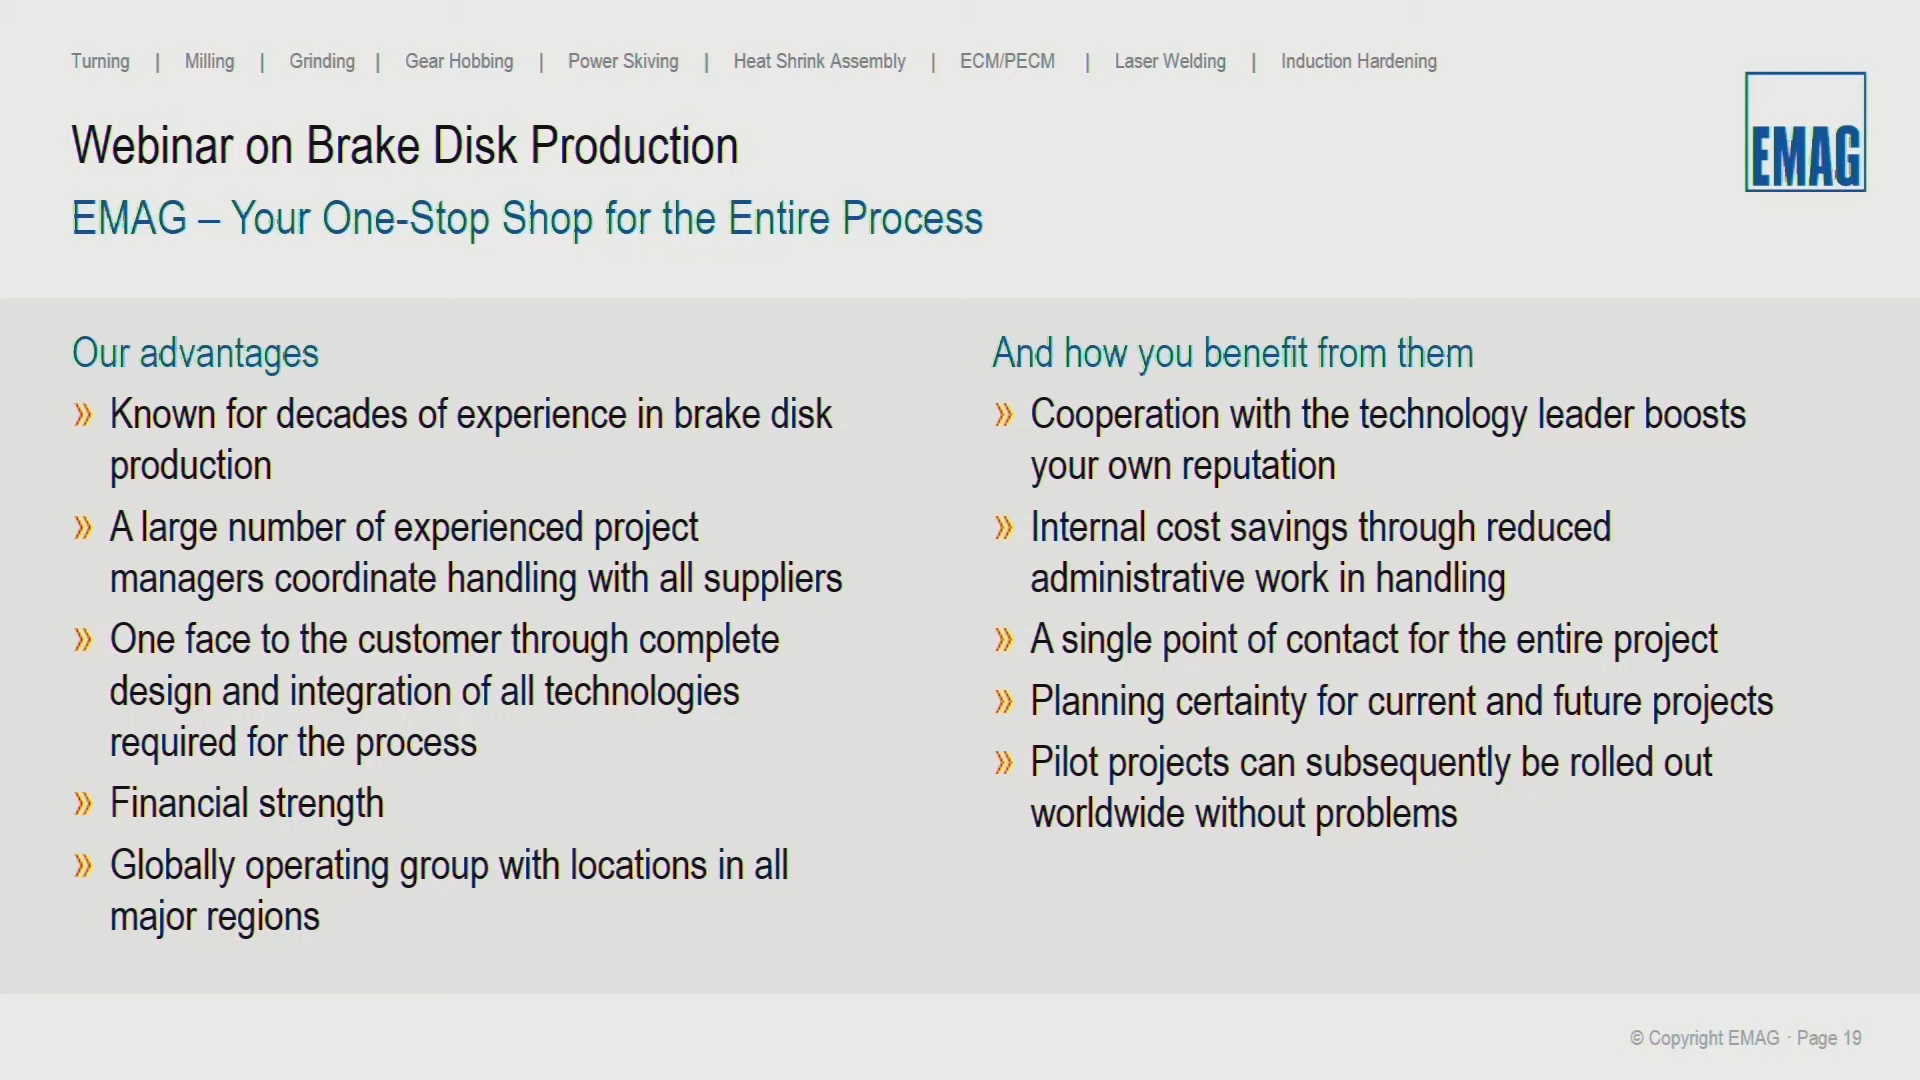 Turning | Milling | Grinding | Gear Hobbing | Power Skiving | Heat Shrink Assembly | ECM/PECM | Laser Welding | Induction Hardening
EMAG
Webinar on Brake Disk Production
EMAG – Your One-Stop Shop for the Entire Process
Our advantages
» Known for decades of experience in brake disk
production
» A large number of experienced project
managers coordinate handling with all suppliers
» One face to the customer through complete
design and integration of all technologies
required for the process
» Financial strength
» Globally operating group with locations in all
major regions
And how you benefit from them
» Cooperation with the technology leader boosts
your own reputation
» Internal cost savings through reduced
administrative work in handling
» A single point of contact for the entire project
» Planning certainty for current and future projects
» Pilot projects can subsequently be rolled out
worldwide without problems
© Copyright EMAG · Page 19